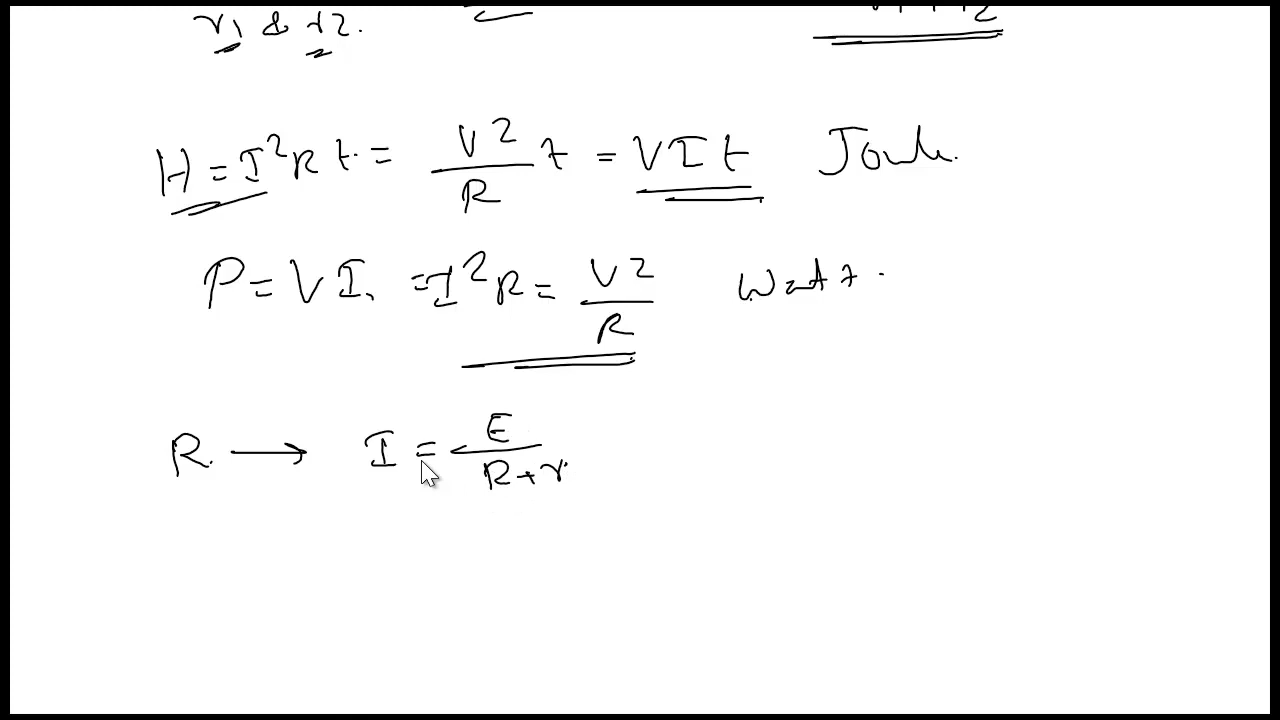 r1 & r2.
H = I²Rt = V²/R t = VIt Joule.
P = VI, = I²R = V²/R Watt.
R. → I = E/R+r